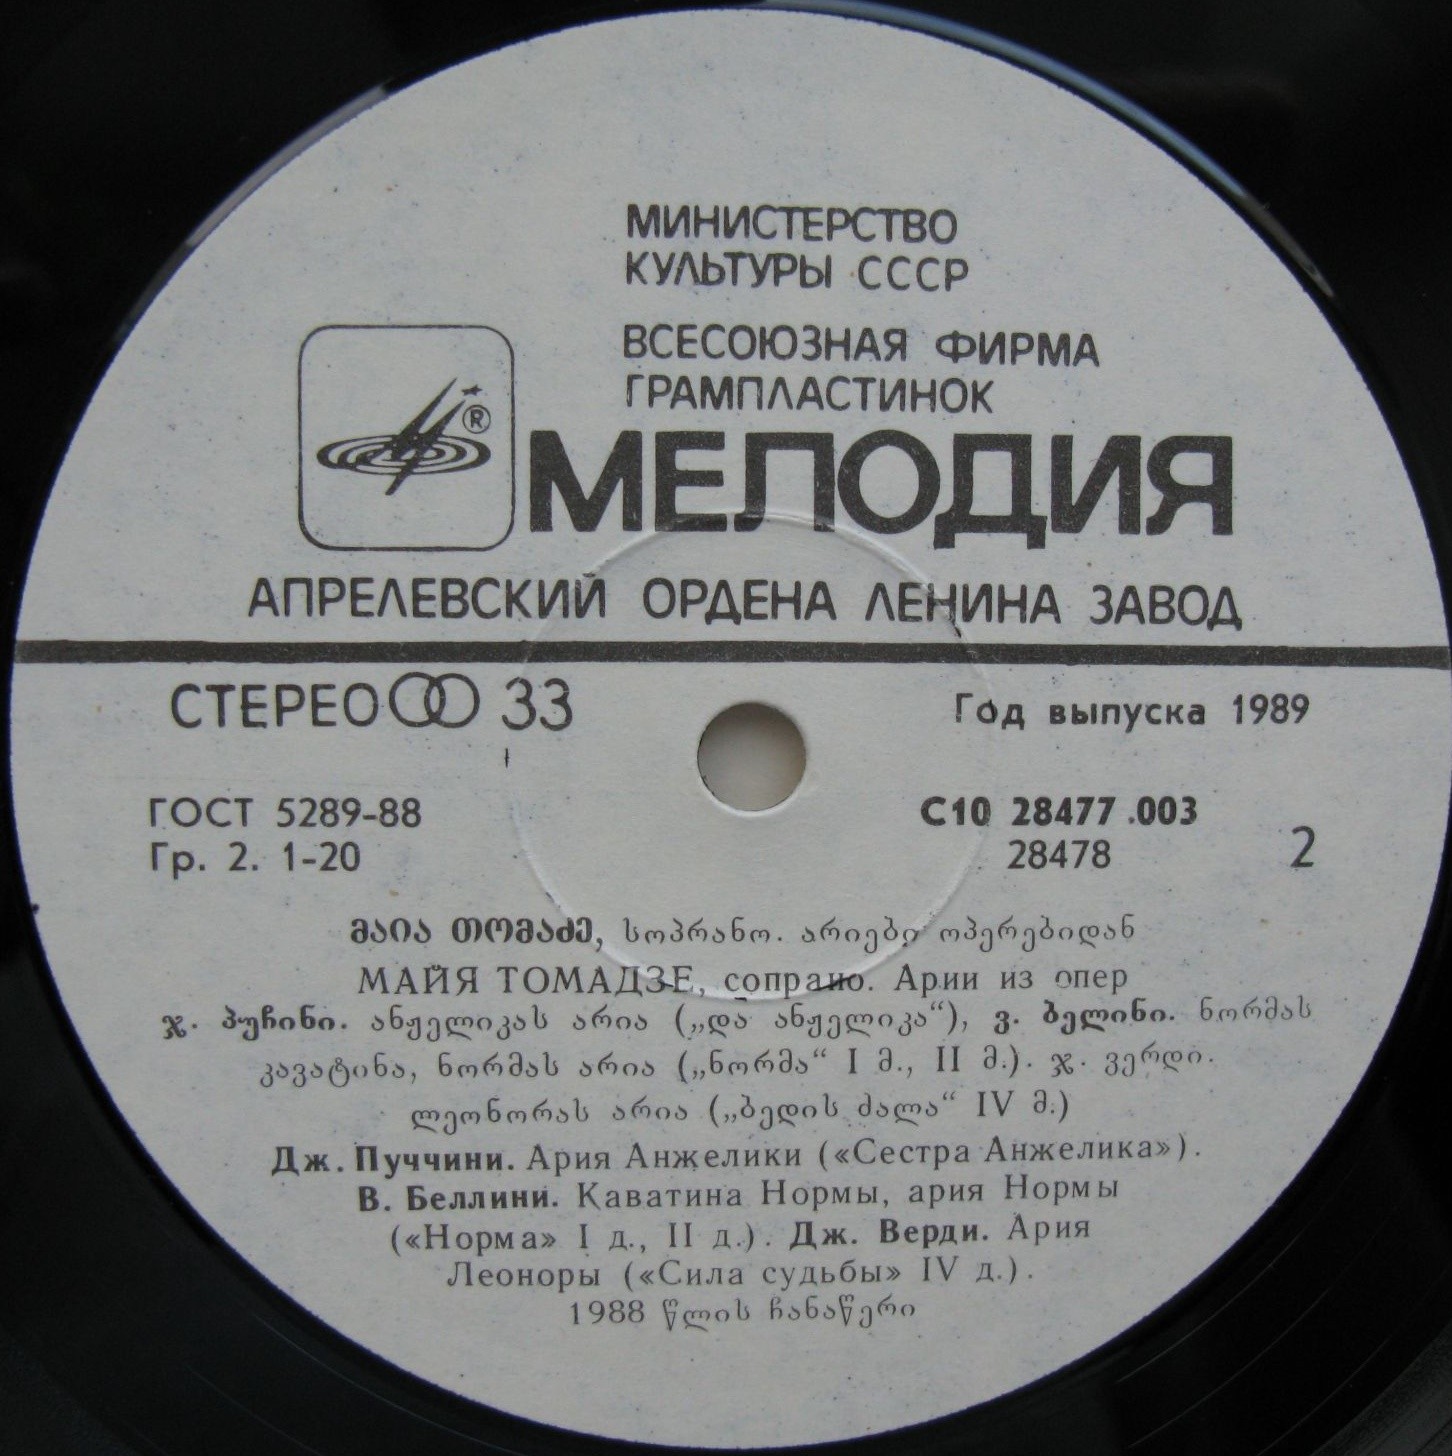 МИНИСТЕРСТВО
КУЛЬТУРЫ СССР
ВСЕСОЮЗНАЯ ФИРМА
ГРАМПЛАСТИНОК
®
МЕЛОДИЯ
АПРЕЛЕВСКИЙ ОРДЕНА ЛЕНИНА ЗАВОД
СТЕРЕО 33
Год выпуска 1989
ГОСТ 5289-88
Гр. 2. 1-20
С10 28477.003
28478
2
მაია თომაძე, სოპრანო. არიები ოპერებიდან
МАЙЯ ТОМАДЗЕ, сопрано. Арии из опер
ჯ. პუჩინი. ანჟელიკას არია („და ანჟელიკა“), ვ. ბელინი. ნორმას
კავატინა, ნორმას არია („ნორმა“ I მ., II მ.). ჯ. ვერდი.
ლეონორას არია („ბედის ძალა“ IV მ.)
Дж. Пуччини. Ария Анжелики («Сестра Анжелика»).
В. Беллини. Каватина Нормы, ария Нормы
(«Норма» I д., II д.). Дж. Верди. Ария
Леоноры («Сила судьбы» IV д.).
1988 წლის ჩანაწერი